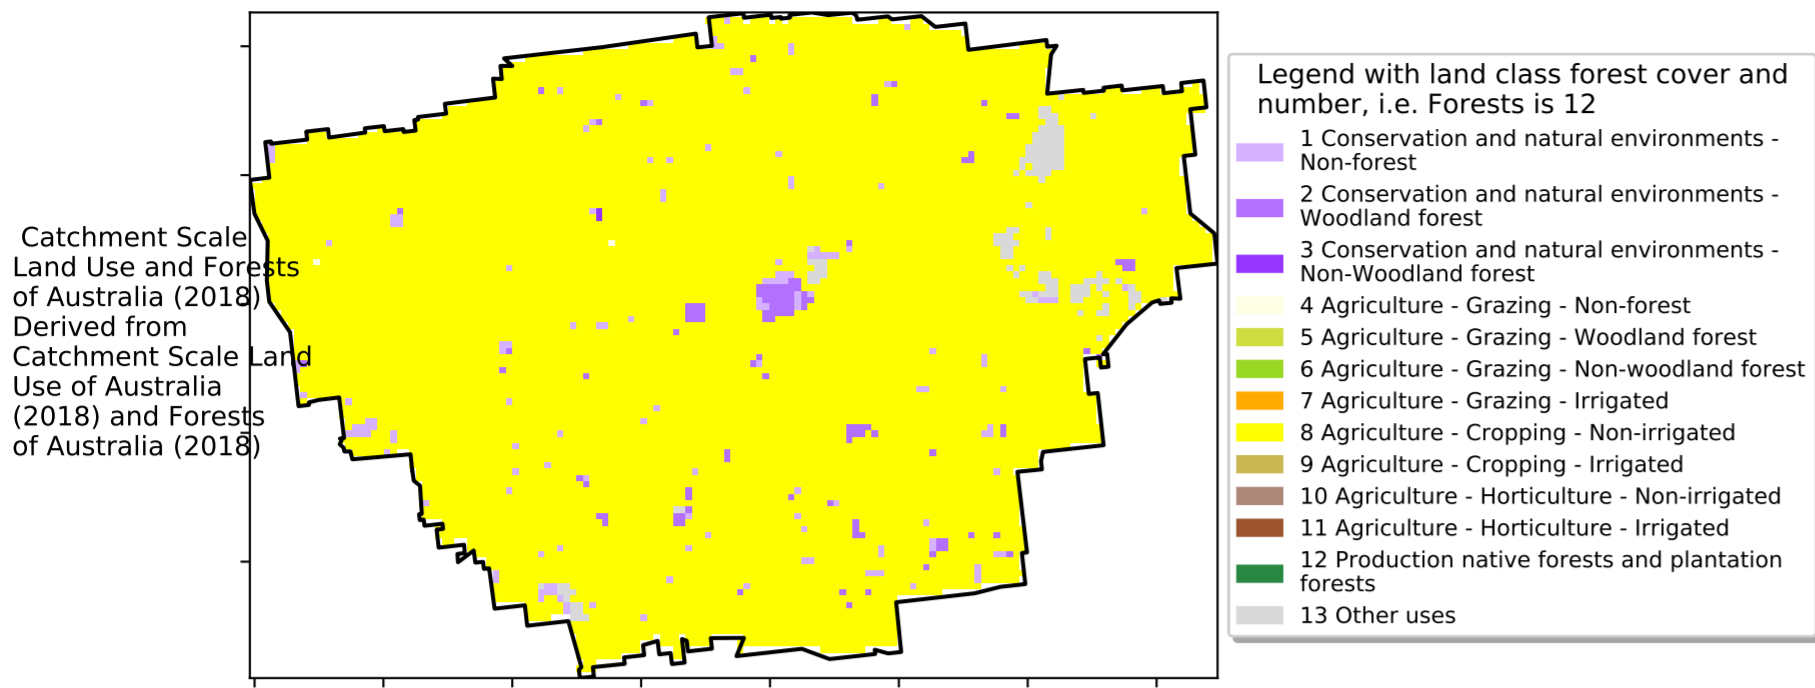 Catchment Scale
Land Use and Forests
of Australia (2018)
Derived from
Catchment Scale Land
Use of Australia
(2018) and Forests
of Australia (2018)
Legend with land class forest cover and
number, i.e. Forests is 12
1 Conservation and natural environments -
Non-forest
2 Conservation and natural environments -
Woodland forest
3 Conservation and natural environments -
Non-Woodland forest
4 Agriculture - Grazing - Non-forest
5 Agriculture - Grazing - Woodland forest
6 Agriculture - Grazing - Non-woodland forest
7 Agriculture - Grazing - Irrigated
8 Agriculture - Cropping - Non-irrigated
9 Agriculture - Cropping - Irrigated
10 Agriculture - Horticulture - Non-irrigated
11 Agriculture - Horticulture - Irrigated
12 Production native forests and plantation
forests
13 Other uses